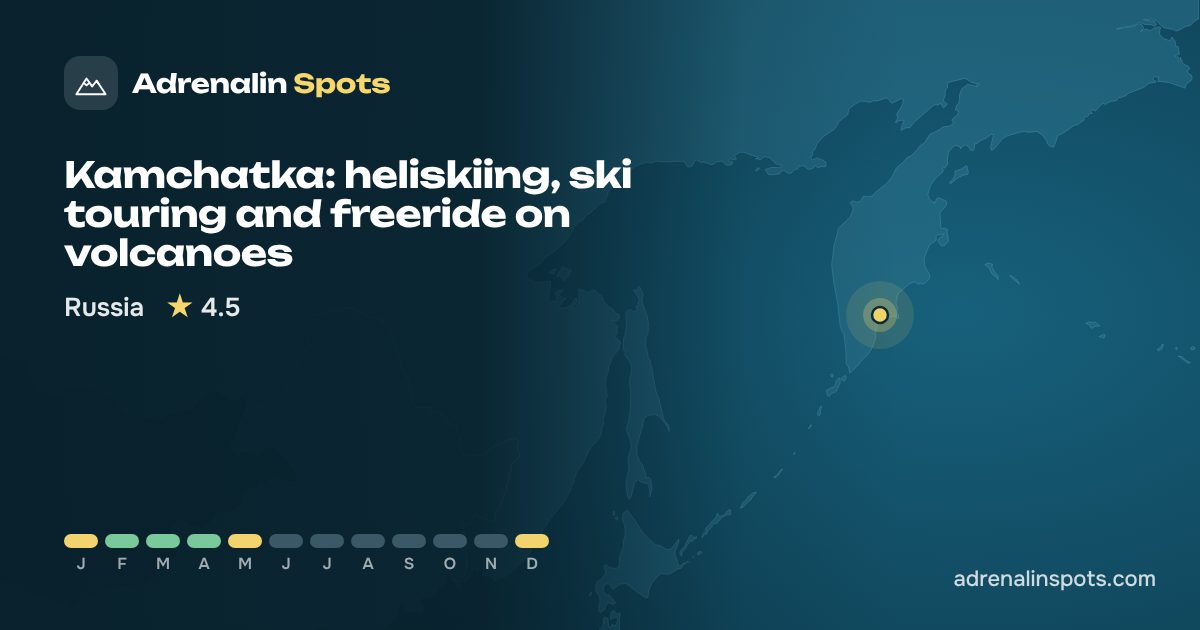 Adrenalin Spots
Kamchatka: heliskiing, ski
touring and freeride on
volcanoes
Russia ★ 4.5
J F M A M J J A S O N D
adrenalinspots.com